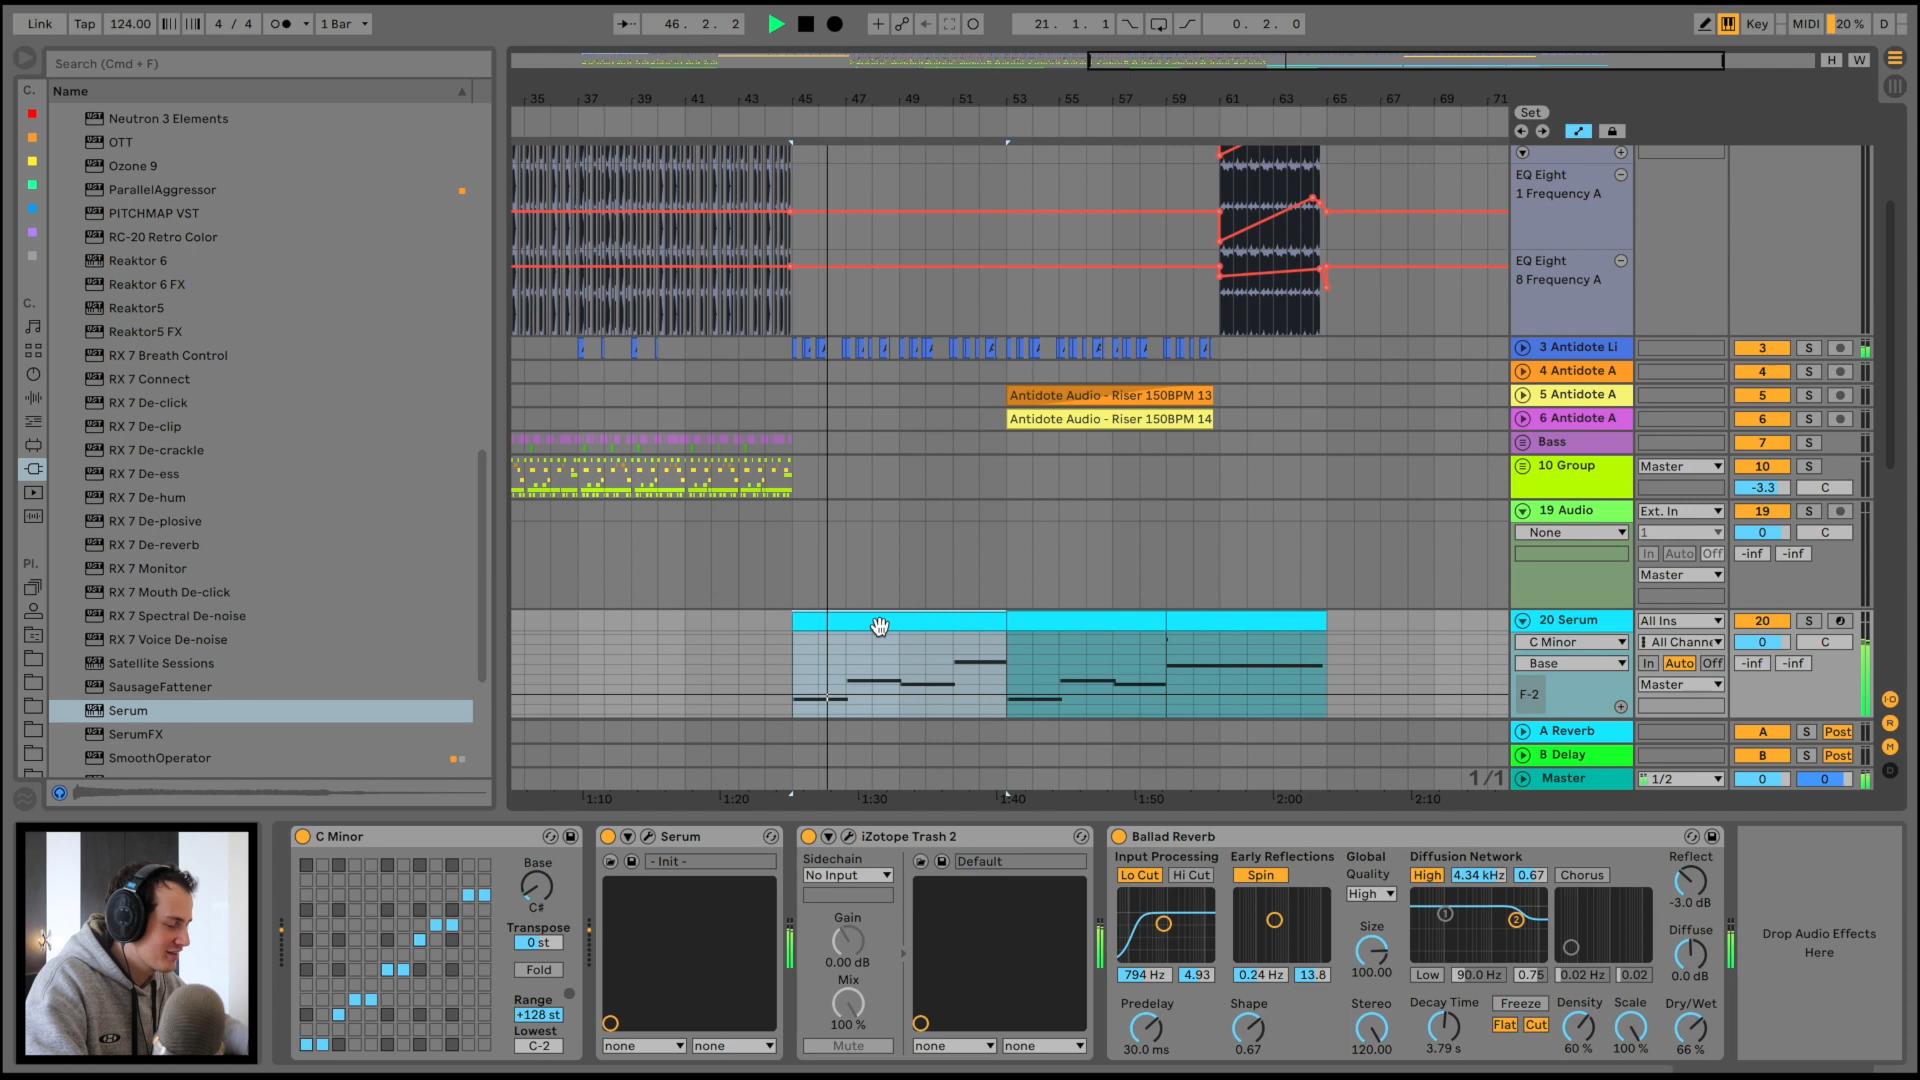 Link Tap 124.00 4 / 4 1 Bar 46. 2. 2 21. 1. 1 0. 2. 0 Key MIDI 20 % D
Search (Cmd + F)
H W
C. Name
35 37 39 41 43 45 47 49 51 53 55 57 59 61 63 65 67 69 71
Set
Neutron 3 Elements
OTT
Ozone 9
ParallelAggressor
PITCHMAP VST
RC-20 Retro Color
Reaktor 6
Reaktor 6 FX
Reaktor5
Reaktor5 FX
RX 7 Breath Control
RX 7 Connect
RX 7 De-click
RX 7 De-clip
RX 7 De-crackle
RX 7 De-ess
RX 7 De-hum
RX 7 De-plosive
RX 7 De-reverb
RX 7 Monitor
RX 7 Mouth De-click
RX 7 Spectral De-noise
RX 7 Voice De-noise
Satellite Sessions
SausageFattener
Serum
SerumFX
SmoothOperator
C.
Pl.
EQ Eight
1 Frequency A
EQ Eight
8 Frequency A
3 Antidote Li 3 S
4 Antidote A 4 S
Antidote Audio - Riser 150BPM 13 5 Antidote A 5 S
Antidote Audio - Riser 150BPM 14 6 Antidote A 6 S
Bass 7 S
10 Group Master 10 S
-3.3 C
19 Audio Ext. In 19 S
None 1 0 C
In Auto Off -inf -inf
Master
20 Serum All Ins 20 S
C Minor All Channe 0 C
Base In Auto Off -inf -inf
F-2 Master
A Reverb A S Post
B Delay B S Post
1/1 Master 1/2 0 0
1:10 1:20 1:30 1:40 1:50 2:00 2:10
I·O
R
M
D
C Minor
Base
C#
Transpose
0 st
Fold
Range
+128 st
Lowest
C-2
Serum
- Init -
none none
iZotope Trash 2
Sidechain
No Input
Default
Gain
0.00 dB
Mix
100 %
Mute
none none
Ballad Reverb
Input Processing Early Reflections Global Diffusion Network Reflect
Lo Cut Hi Cut Spin Quality High 4.34 kHz 0.67 Chorus
High -3.0 dB
Size Diffuse
794 Hz 4.93 0.24 Hz 13.8 100.00 Low 90.0 Hz 0.75 0.02 Hz 0.02 0.0 dB
Predelay Shape Stereo Decay Time Freeze Density Scale Dry/Wet
Flat Cut
30.0 ms 0.67 120.00 3.79 s 60 % 100 % 66 %
Drop Audio Effects
Here